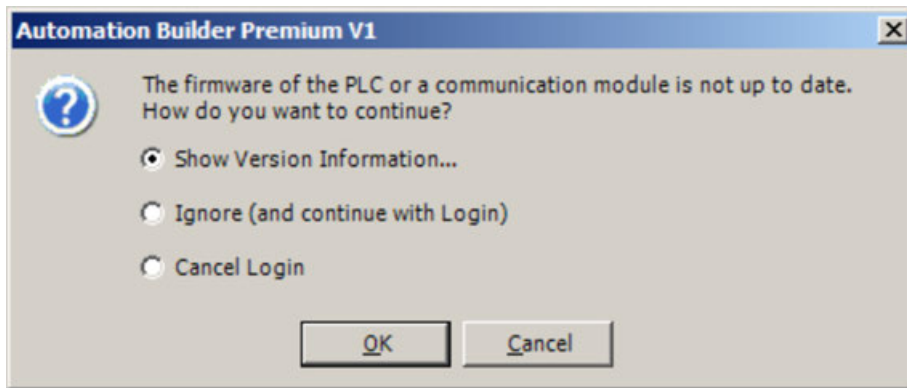 Automation Builder Premium V1
The firmware of the PLC or a communication module is not up to date.
How do you want to continue?
Show Version Information...
Ignore (and continue with Login)
Cancel Login
OK
Cancel